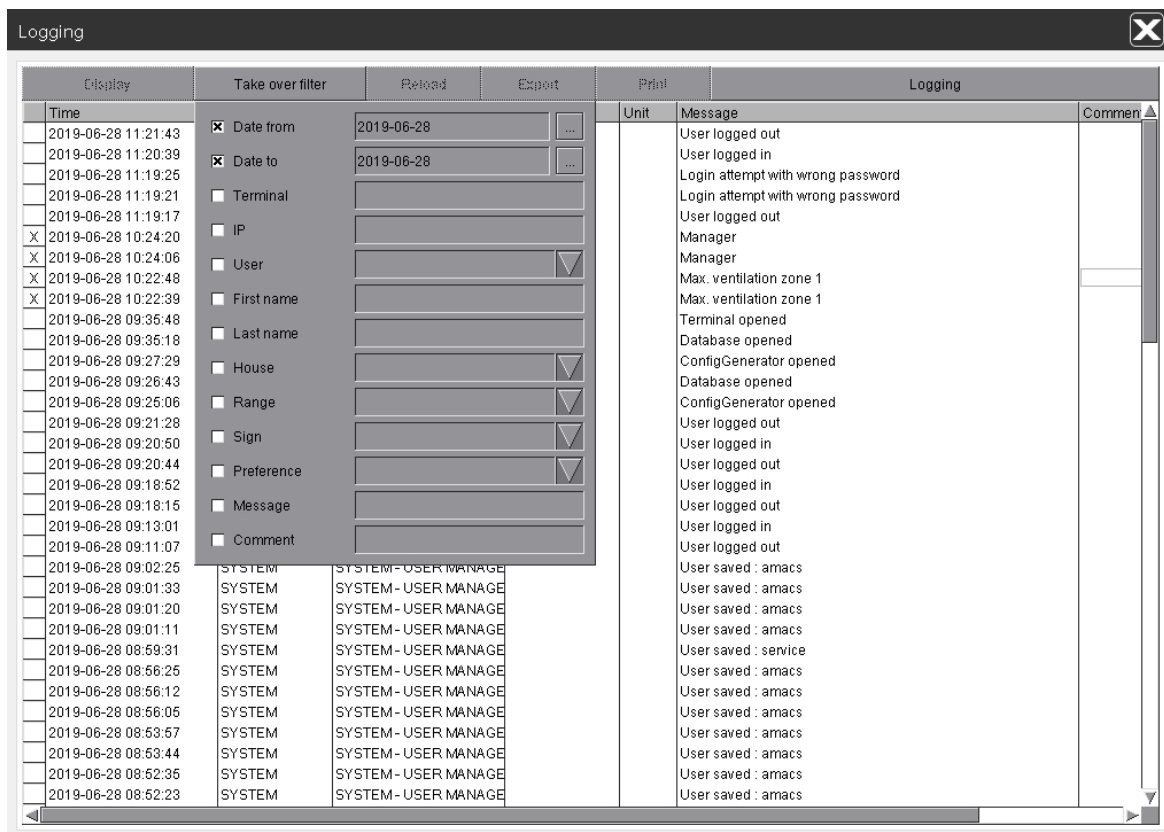 Logging
Display Take over filter Reload Export Print Logging
Time Unit Message Commen
2019-06-28 11:21:43 User logged out
2019-06-28 11:20:39 User logged in
2019-06-28 11:19:25 Login attempt with wrong password
2019-06-28 11:19:21 Login attempt with wrong password
2019-06-28 11:19:17 User logged out
X 2019-06-28 10:24:20 Manager
X 2019-06-28 10:24:06 Manager
X 2019-06-28 10:22:48 Max. ventilation zone 1
X 2019-06-28 10:22:39 Max. ventilation zone 1
2019-06-28 09:35:48 Terminal opened
2019-06-28 09:35:18 Database opened
2019-06-28 09:27:29 ConfigGenerator opened
2019-06-28 09:26:43 Database opened
2019-06-28 09:25:06 ConfigGenerator opened
2019-06-28 09:21:28 User logged out
2019-06-28 09:20:50 User logged in
2019-06-28 09:20:44 User logged out
2019-06-28 09:18:52 User logged in
2019-06-28 09:18:15 User logged out
2019-06-28 09:13:01 User logged in
2019-06-28 09:11:07 User logged out
2019-06-28 09:02:25 SYSTEM SYSTEM - USER MANAGE User saved : amacs
2019-06-28 09:01:33 SYSTEM SYSTEM - USER MANAGE User saved : amacs
2019-06-28 09:01:20 SYSTEM SYSTEM - USER MANAGE User saved : amacs
2019-06-28 09:01:11 SYSTEM SYSTEM - USER MANAGE User saved : amacs
2019-06-28 08:59:31 SYSTEM SYSTEM - USER MANAGE User saved : service
2019-06-28 08:56:25 SYSTEM SYSTEM - USER MANAGE User saved : amacs
2019-06-28 08:56:12 SYSTEM SYSTEM - USER MANAGE User saved : amacs
2019-06-28 08:56:05 SYSTEM SYSTEM - USER MANAGE User saved : amacs
2019-06-28 08:53:57 SYSTEM SYSTEM - USER MANAGE User saved : amacs
2019-06-28 08:53:44 SYSTEM SYSTEM - USER MANAGE User saved : amacs
2019-06-28 08:52:35 SYSTEM SYSTEM - USER MANAGE User saved : amacs
2019-06-28 08:52:23 SYSTEM SYSTEM - USER MANAGE User saved : amacs
Date from 2019-06-28 ...
Date to 2019-06-28 ...
Terminal
IP
User
First name
Last name
House
Range
Sign
Preference
Message
Comment